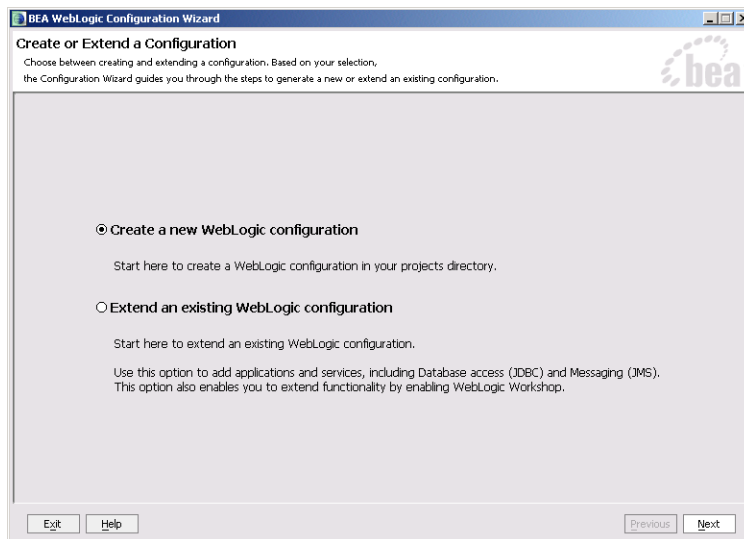 BEA WebLogic Configuration Wizard
Create or Extend a Configuration
Choose between creating and extending a configuration. Based on your selection,
the Configuration Wizard guides you through the steps to generate a new or extend an existing configuration.
bea
Create a new WebLogic configuration
Start here to create a WebLogic configuration in your projects directory.
Extend an existing WebLogic configuration
Start here to extend an existing WebLogic configuration.
Use this option to add applications and services, including Database access (JDBC) and Messaging (JMS).
This option also enables you to extend functionality by enabling WebLogic Workshop.
Exit Help Previous Next